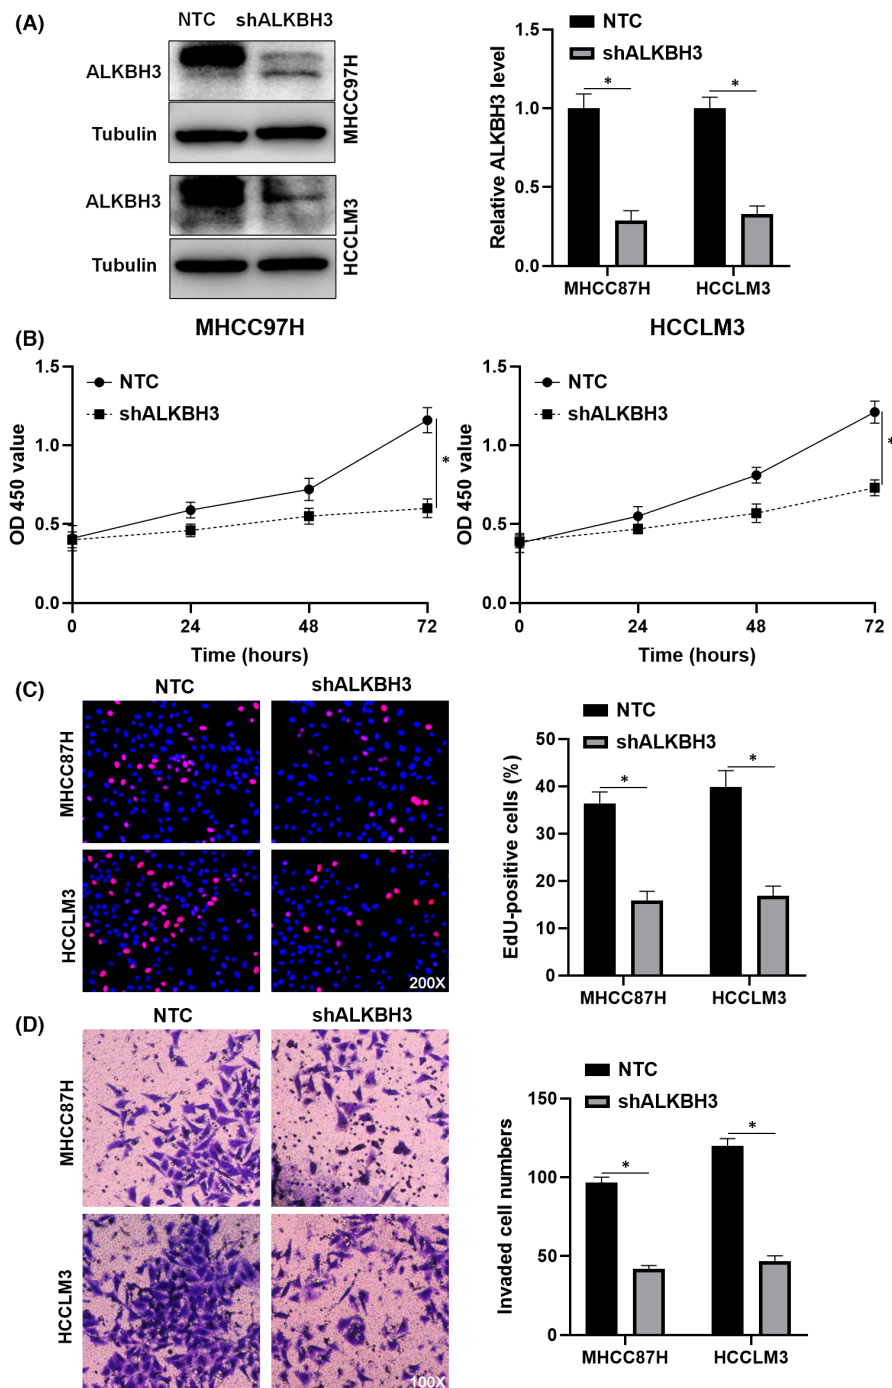 (A)
NTC shALKBH3
ALKBH3
Tubulin
MHCC97H
ALKBH3
Tubulin
HCCLM3
NTC
shALKBH3
Relative ALKBH3 level
1.5
1.0
0.5
0.0
* *
MHCC87H HCCLM3
(B)
MHCC97H
NTC
shALKBH3
OD 450 value
1.5
1.0
0.5
0.0
*
0 24 48 72
Time (hours)
HCCLM3
NTC
shALKBH3
OD 450 value
1.5
1.0
0.5
0.0
*
0 24 48 72
Time (hours)
(C)
NTC shALKBH3
MHCC87H
HCCLM3
200X
NTC
shALKBH3
EdU-positive cells (%)
50
40
30
20
10
0
* *
MHCC87H HCCLM3
(D)
NTC shALKBH3
MHCC87H
HCCLM3
100X
NTC
shALKBH3
Invaded cell numbers
150
100
50
0
* *
MHCC87H HCCLM3